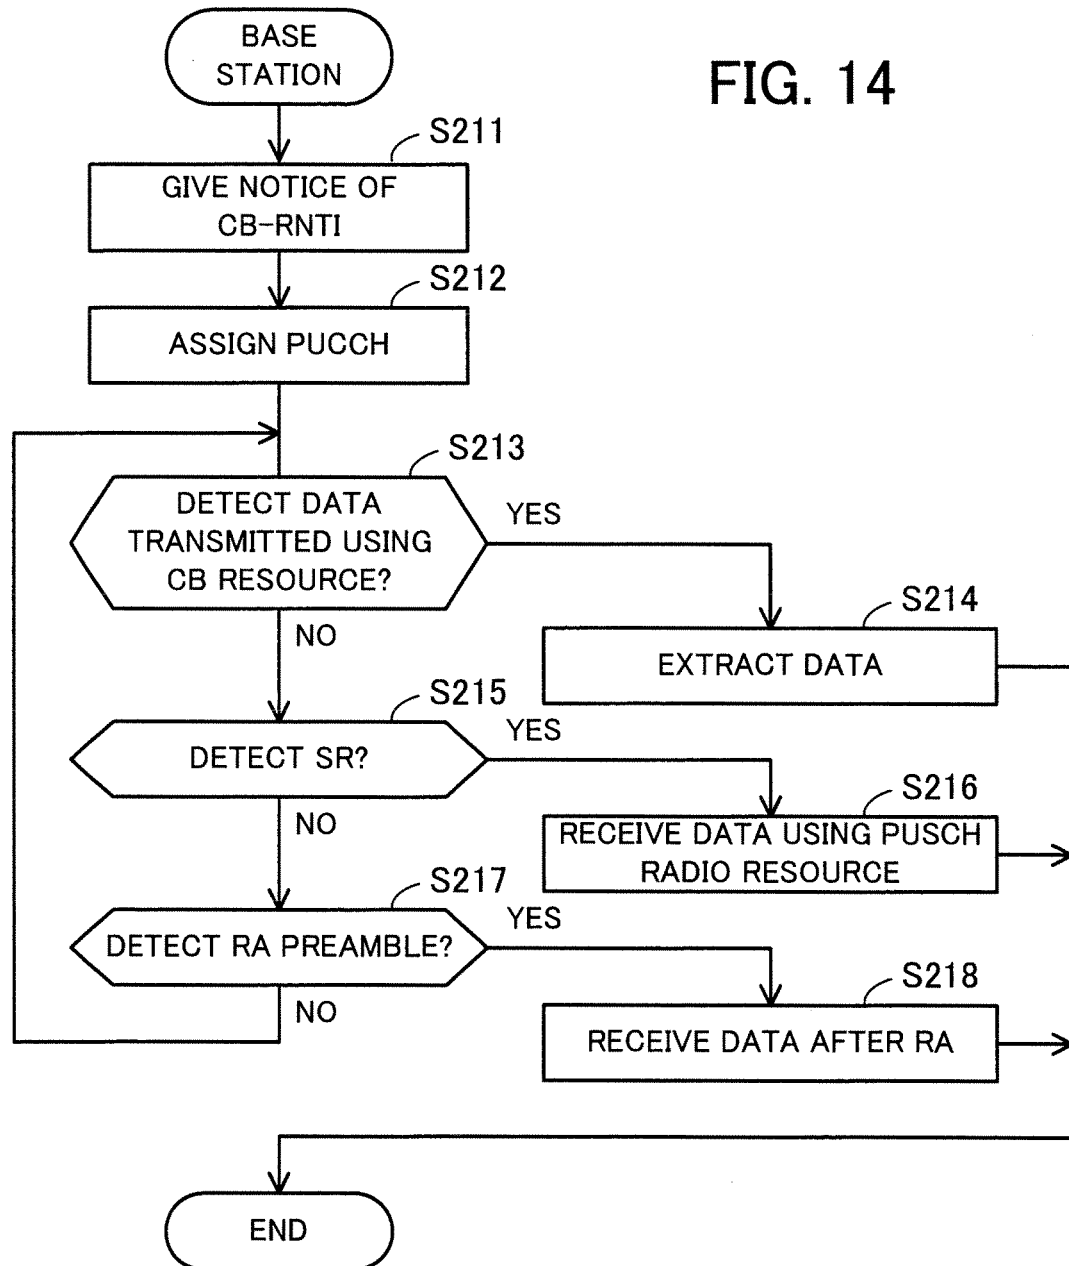 BASE
STATION
FIG. 14
S211
GIVE NOTICE OF
CB-RNTI
S212
ASSIGN PUCCH
S213
DETECT DATA
TRANSMITTED USING
CB RESOURCE?
YES
NO
S214
EXTRACT DATA
S215
DETECT SR?
YES
NO
S216
RECEIVE DATA USING PUSCH
RADIO RESOURCE
S217
DETECT RA PREAMBLE?
YES
NO
S218
RECEIVE DATA AFTER RA
END